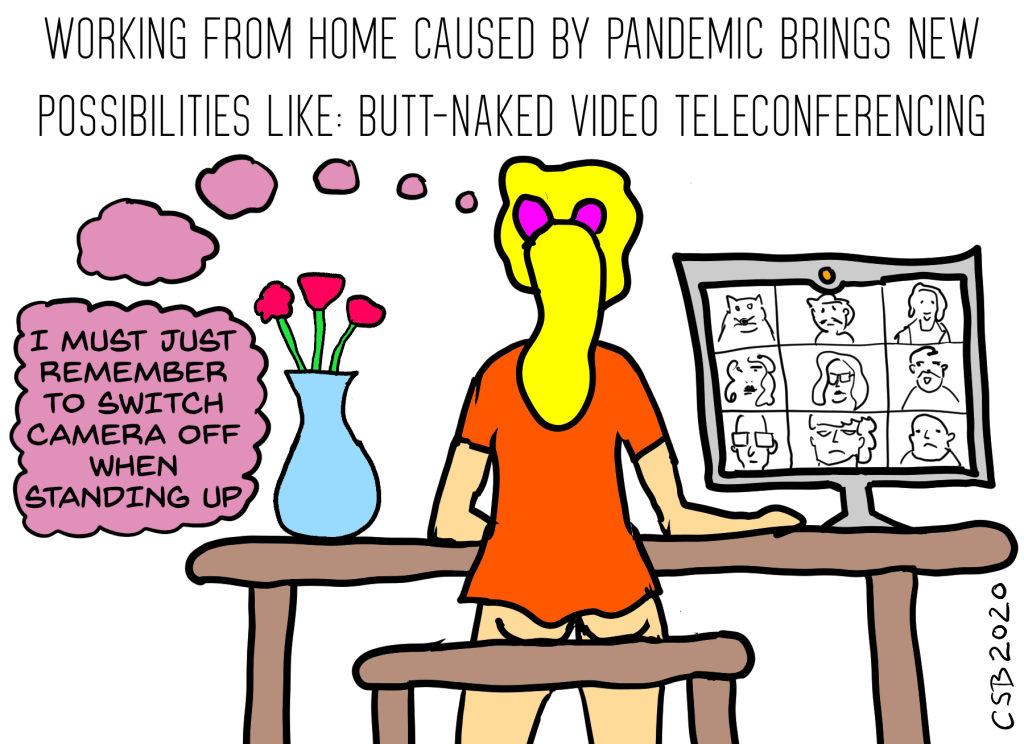 WORKING FROM HOME CAUSED BY PANDEMIC BRINGS NEW
POSSIBILITIES LIKE: BUTT-NAKED VIDEO TELECONFERENCING
I MUST JUST
REMEMBER
TO SWITCH
CAMERA OFF
WHEN
STANDING UP
CSB2020